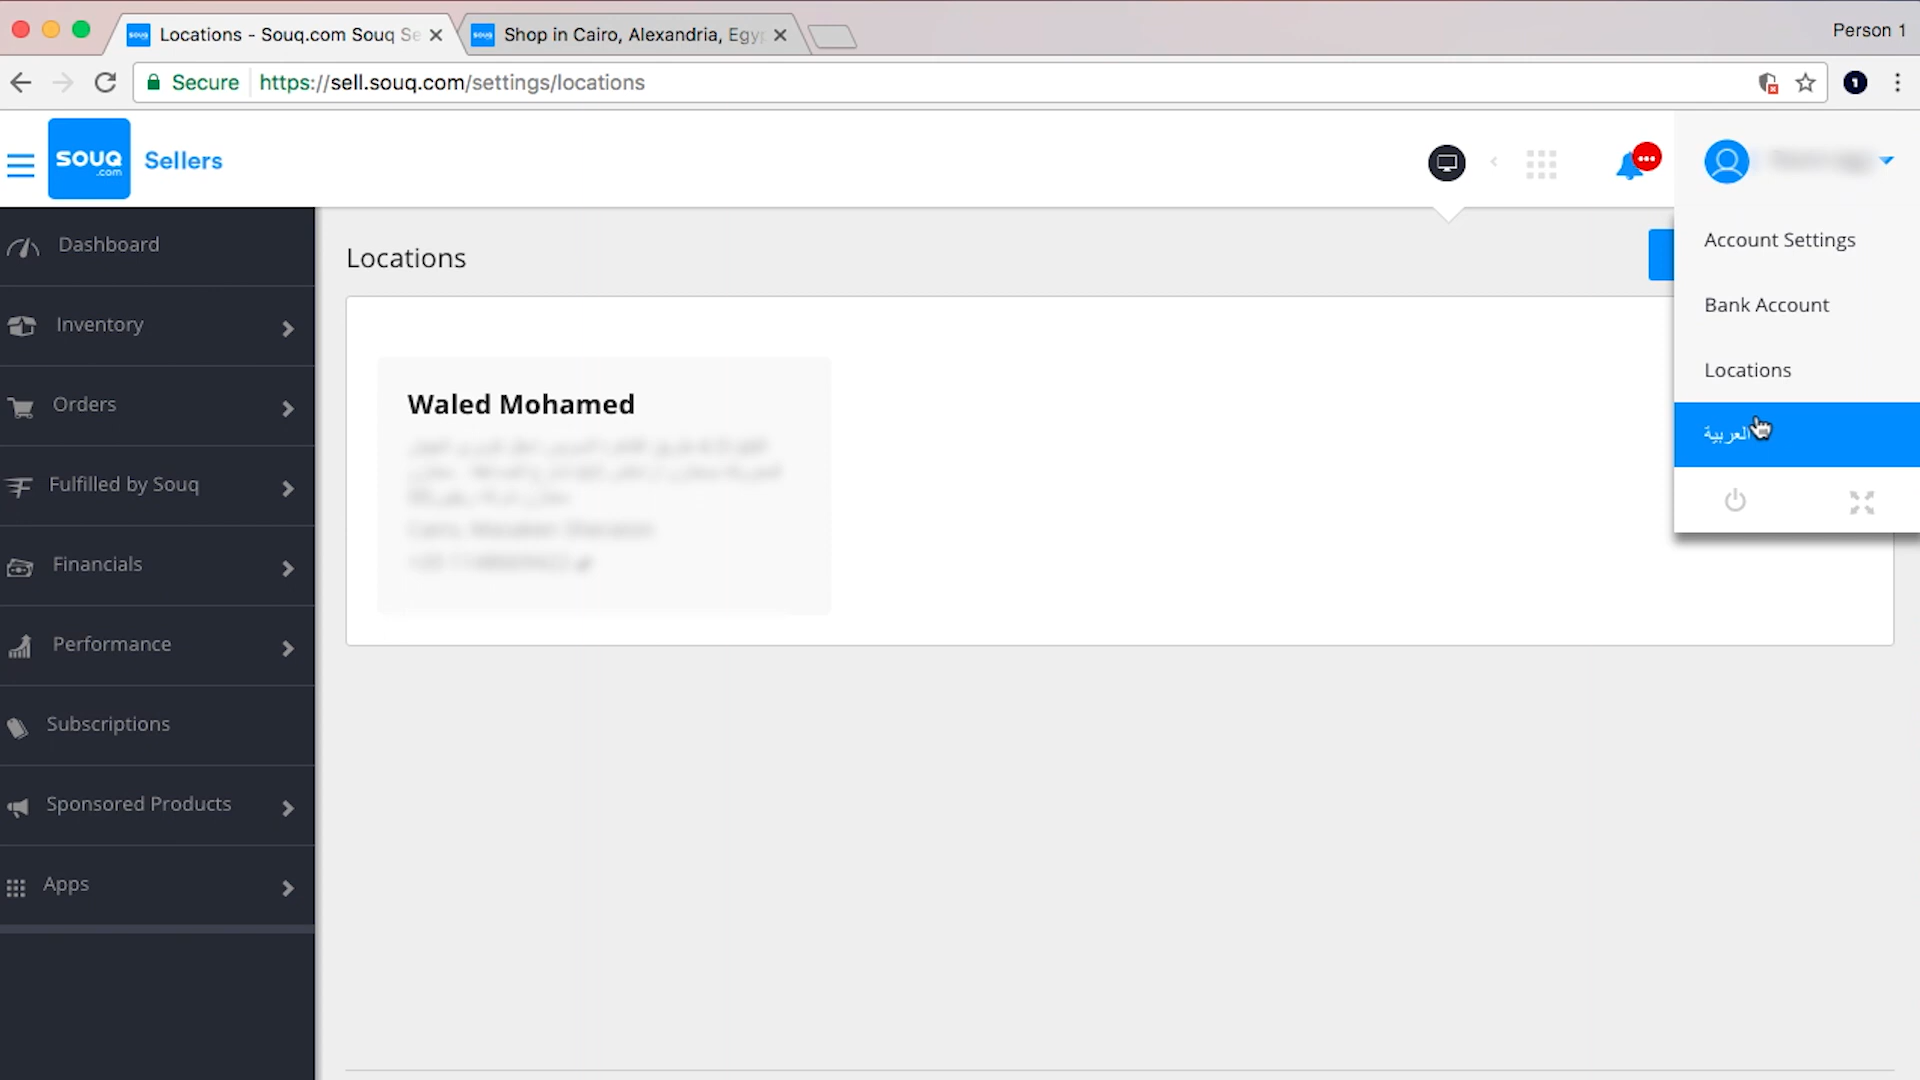 Locations - Souq.com Souq Se
Shop in Cairo, Alexandria, Egy
Person 1
Secure
https://sell.souq.com/settings/locations
souq
.com
Sellers
Dashboard
Inventory
Orders
Fulfilled by Souq
Financials
Performance
Subscriptions
Sponsored Products
Apps
Locations
Waled Mohamed
Account Settings
Bank Account
Locations
العربية